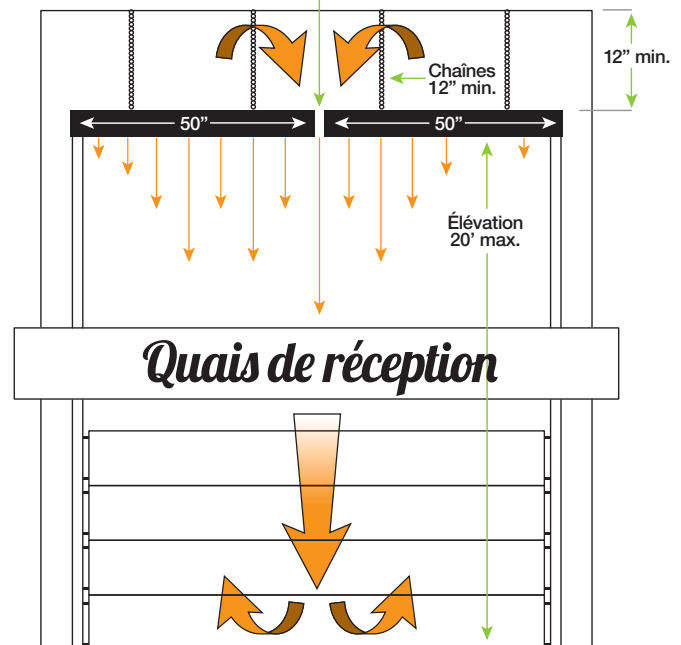 12” min.
Chaînes
12” min.
50”
50”
Élévation
20’ max.
Quais de réception